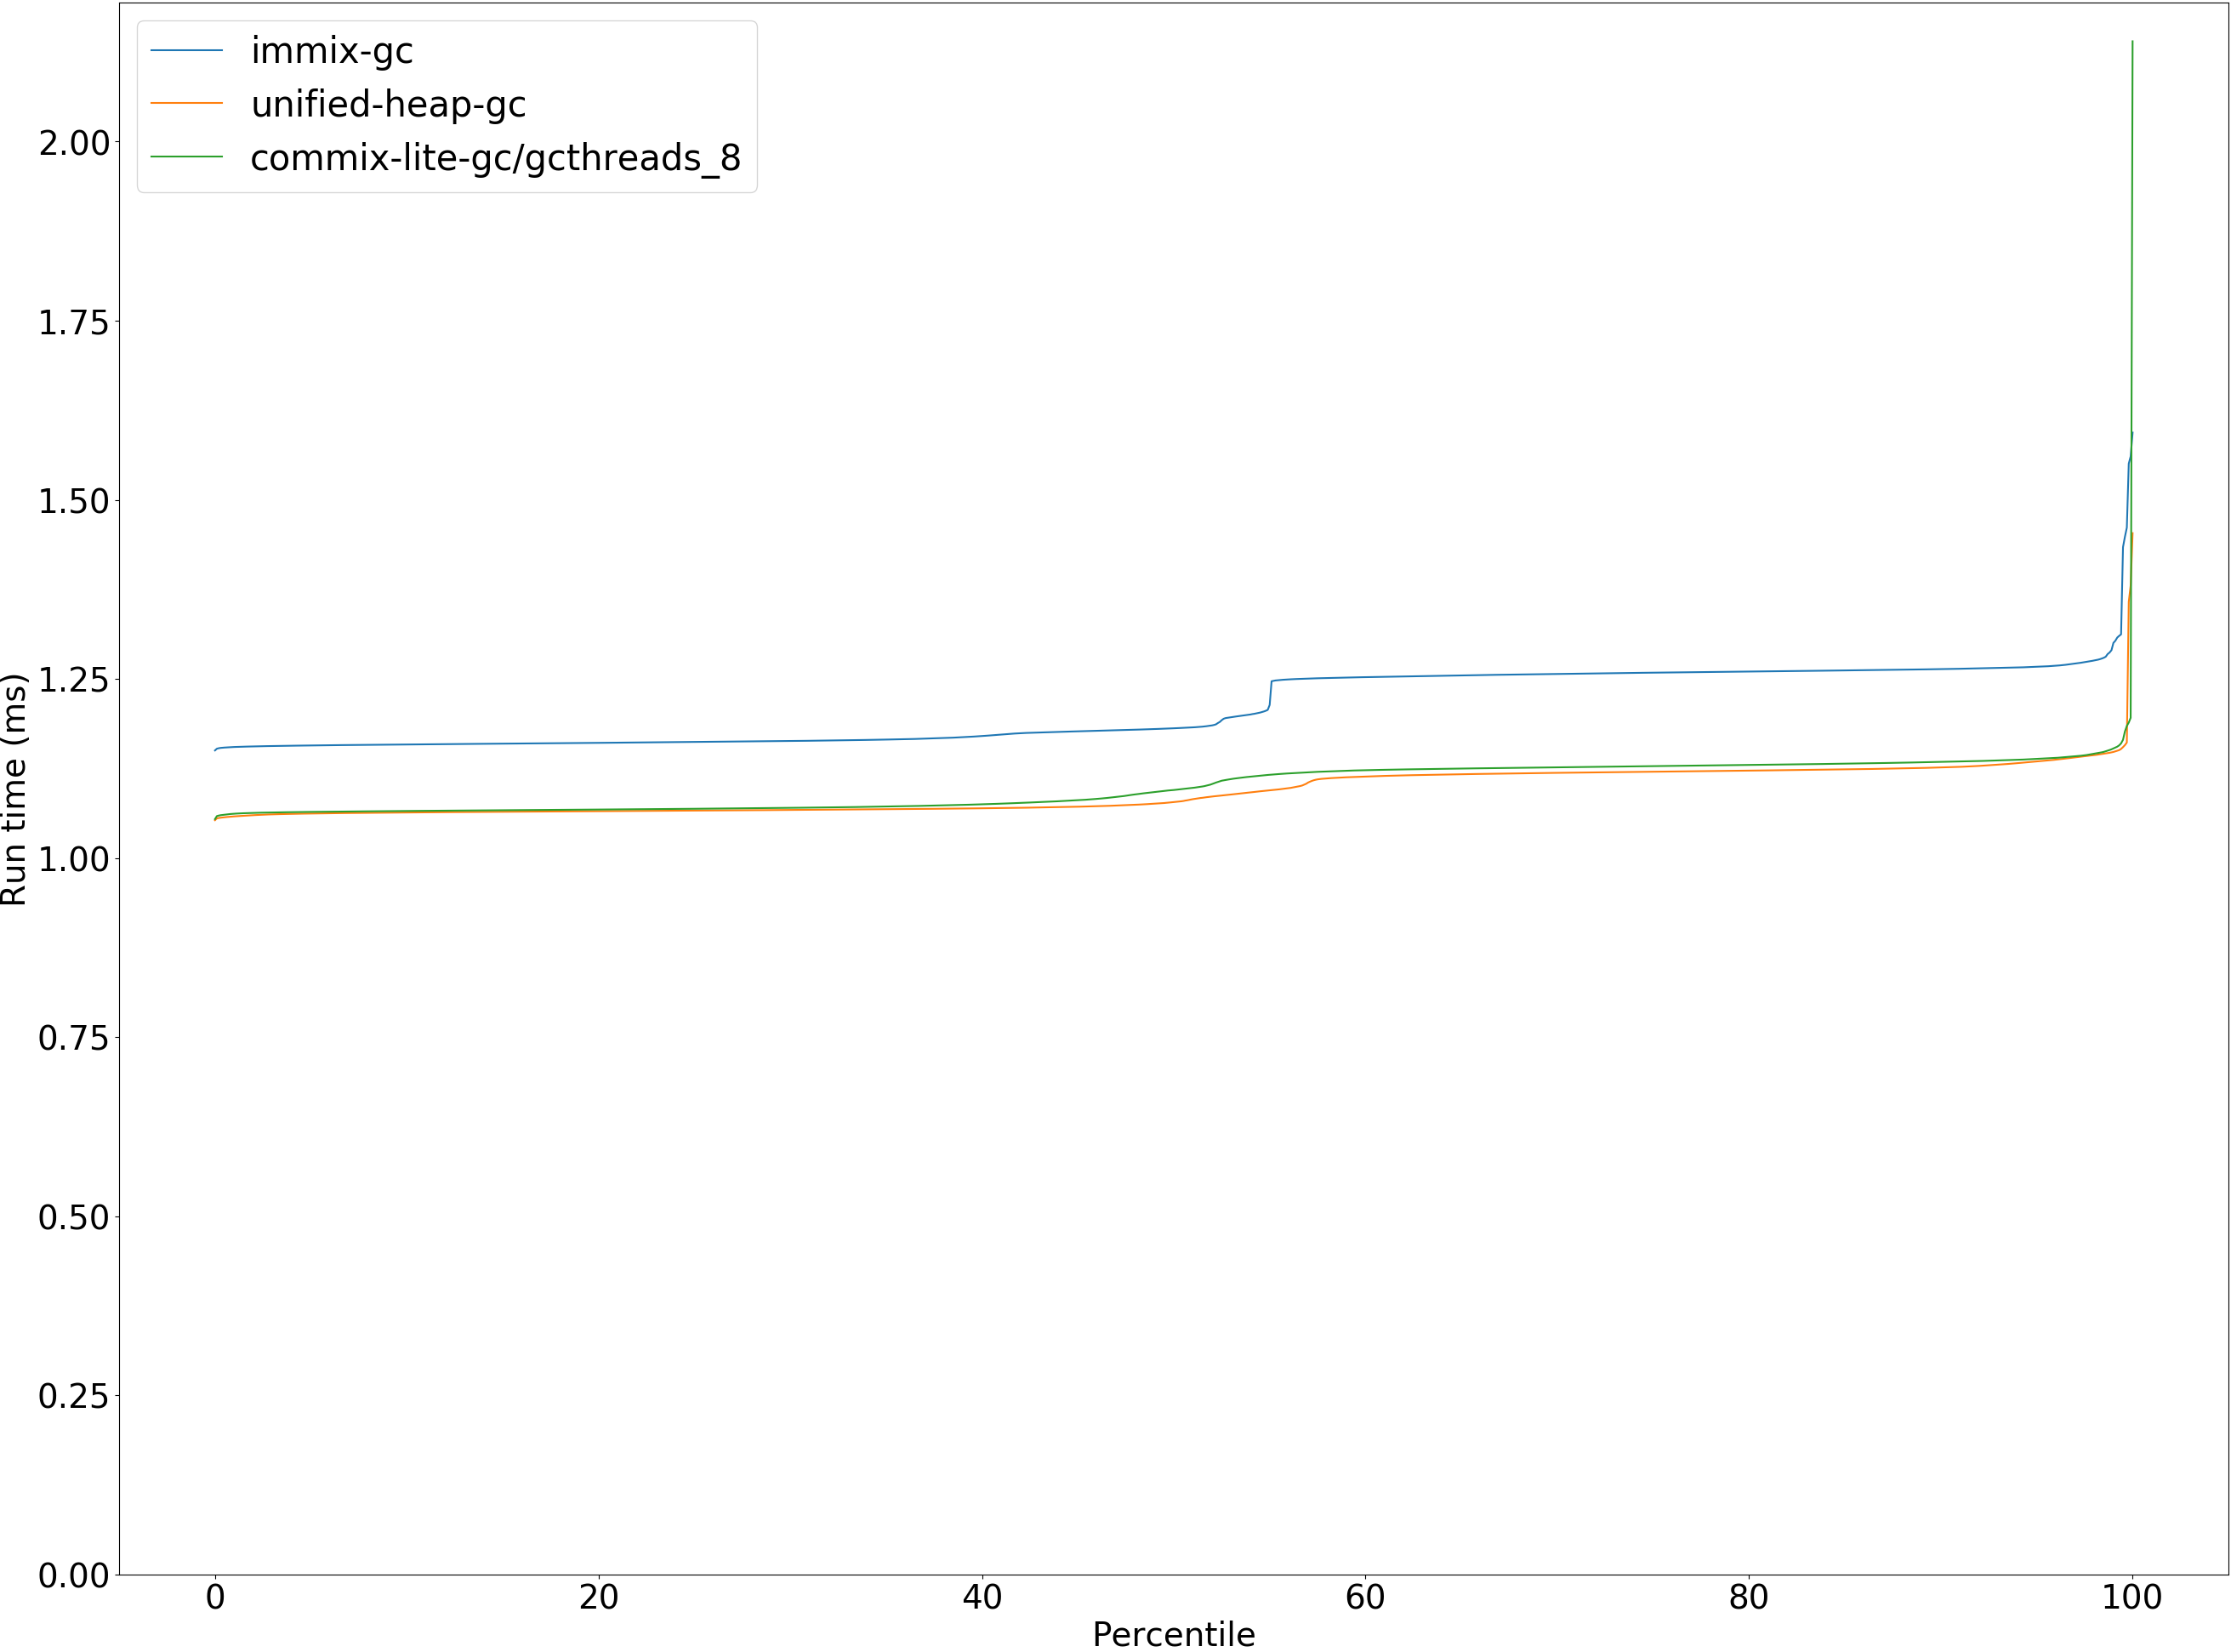 immix-gc
unified-heap-gc
commix-lite-gc/gcthreads_8
2.00
1.75
1.50
1.25
1.00
0.75
0.50
0.25
0.00
Run time (ms)
0 20 40 60 80 100
Percentile